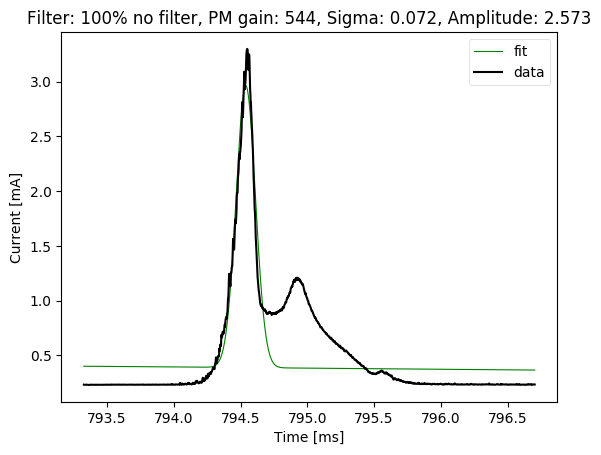 Filter: 100% no filter, PM gain: 544, Sigma: 0.072, Amplitude: 2.573
fit
data
3.0
2.5
2.0
1.5
1.0
0.5
Current [mA]
793.5 794.0 794.5 795.0 795.5 796.0 796.5
Time [ms]